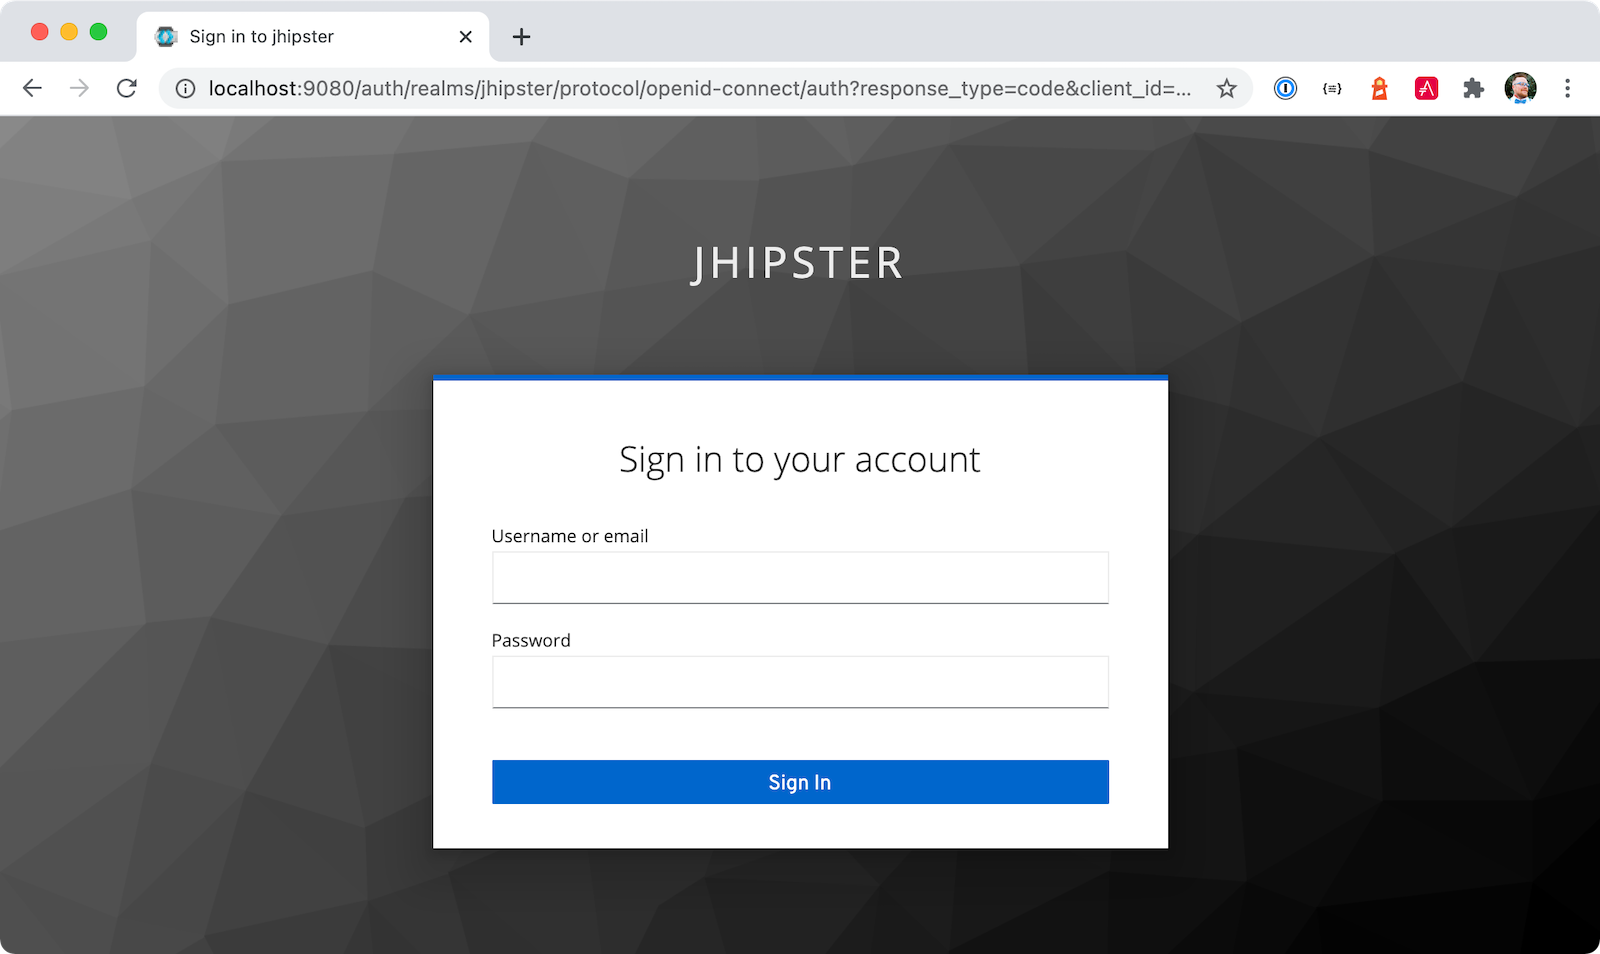 Sign in to jhipster
localhost:9080/auth/realms/jhipster/protocol/openid-connect/auth?response_type=code&client_id=...
JHIPSTER
Sign in to your account
Username or email
Password
Sign In